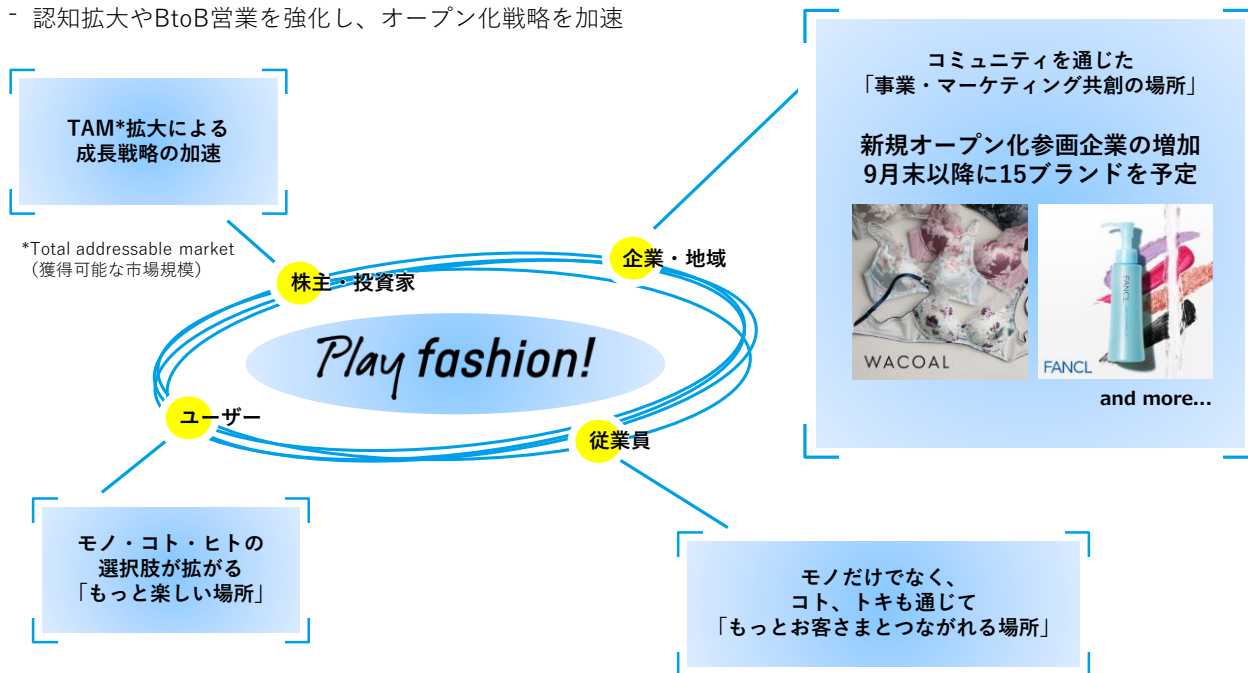 - 認知拡大やBtoB営業を強化し、オープン化戦略を加速
TAM*拡大による
成長戦略の加速
*Total addressable market
（獲得可能な市場規模）
コミュニティを通じた
「事業・マーケティング共創の場所」
新規オープン化参画企業の増加
9月末以降に15ブランドを予定
WACOAL
FANCL
FANCL
and more...
株主・投資家
企業・地域
Play fashion!
ユーザー
従業員
モノ・コト・ヒトの
選択肢が拡がる
「もっと楽しい場所」
モノだけでなく、
コト、トキも通じて
「もっとお客さまとつながれる場所」